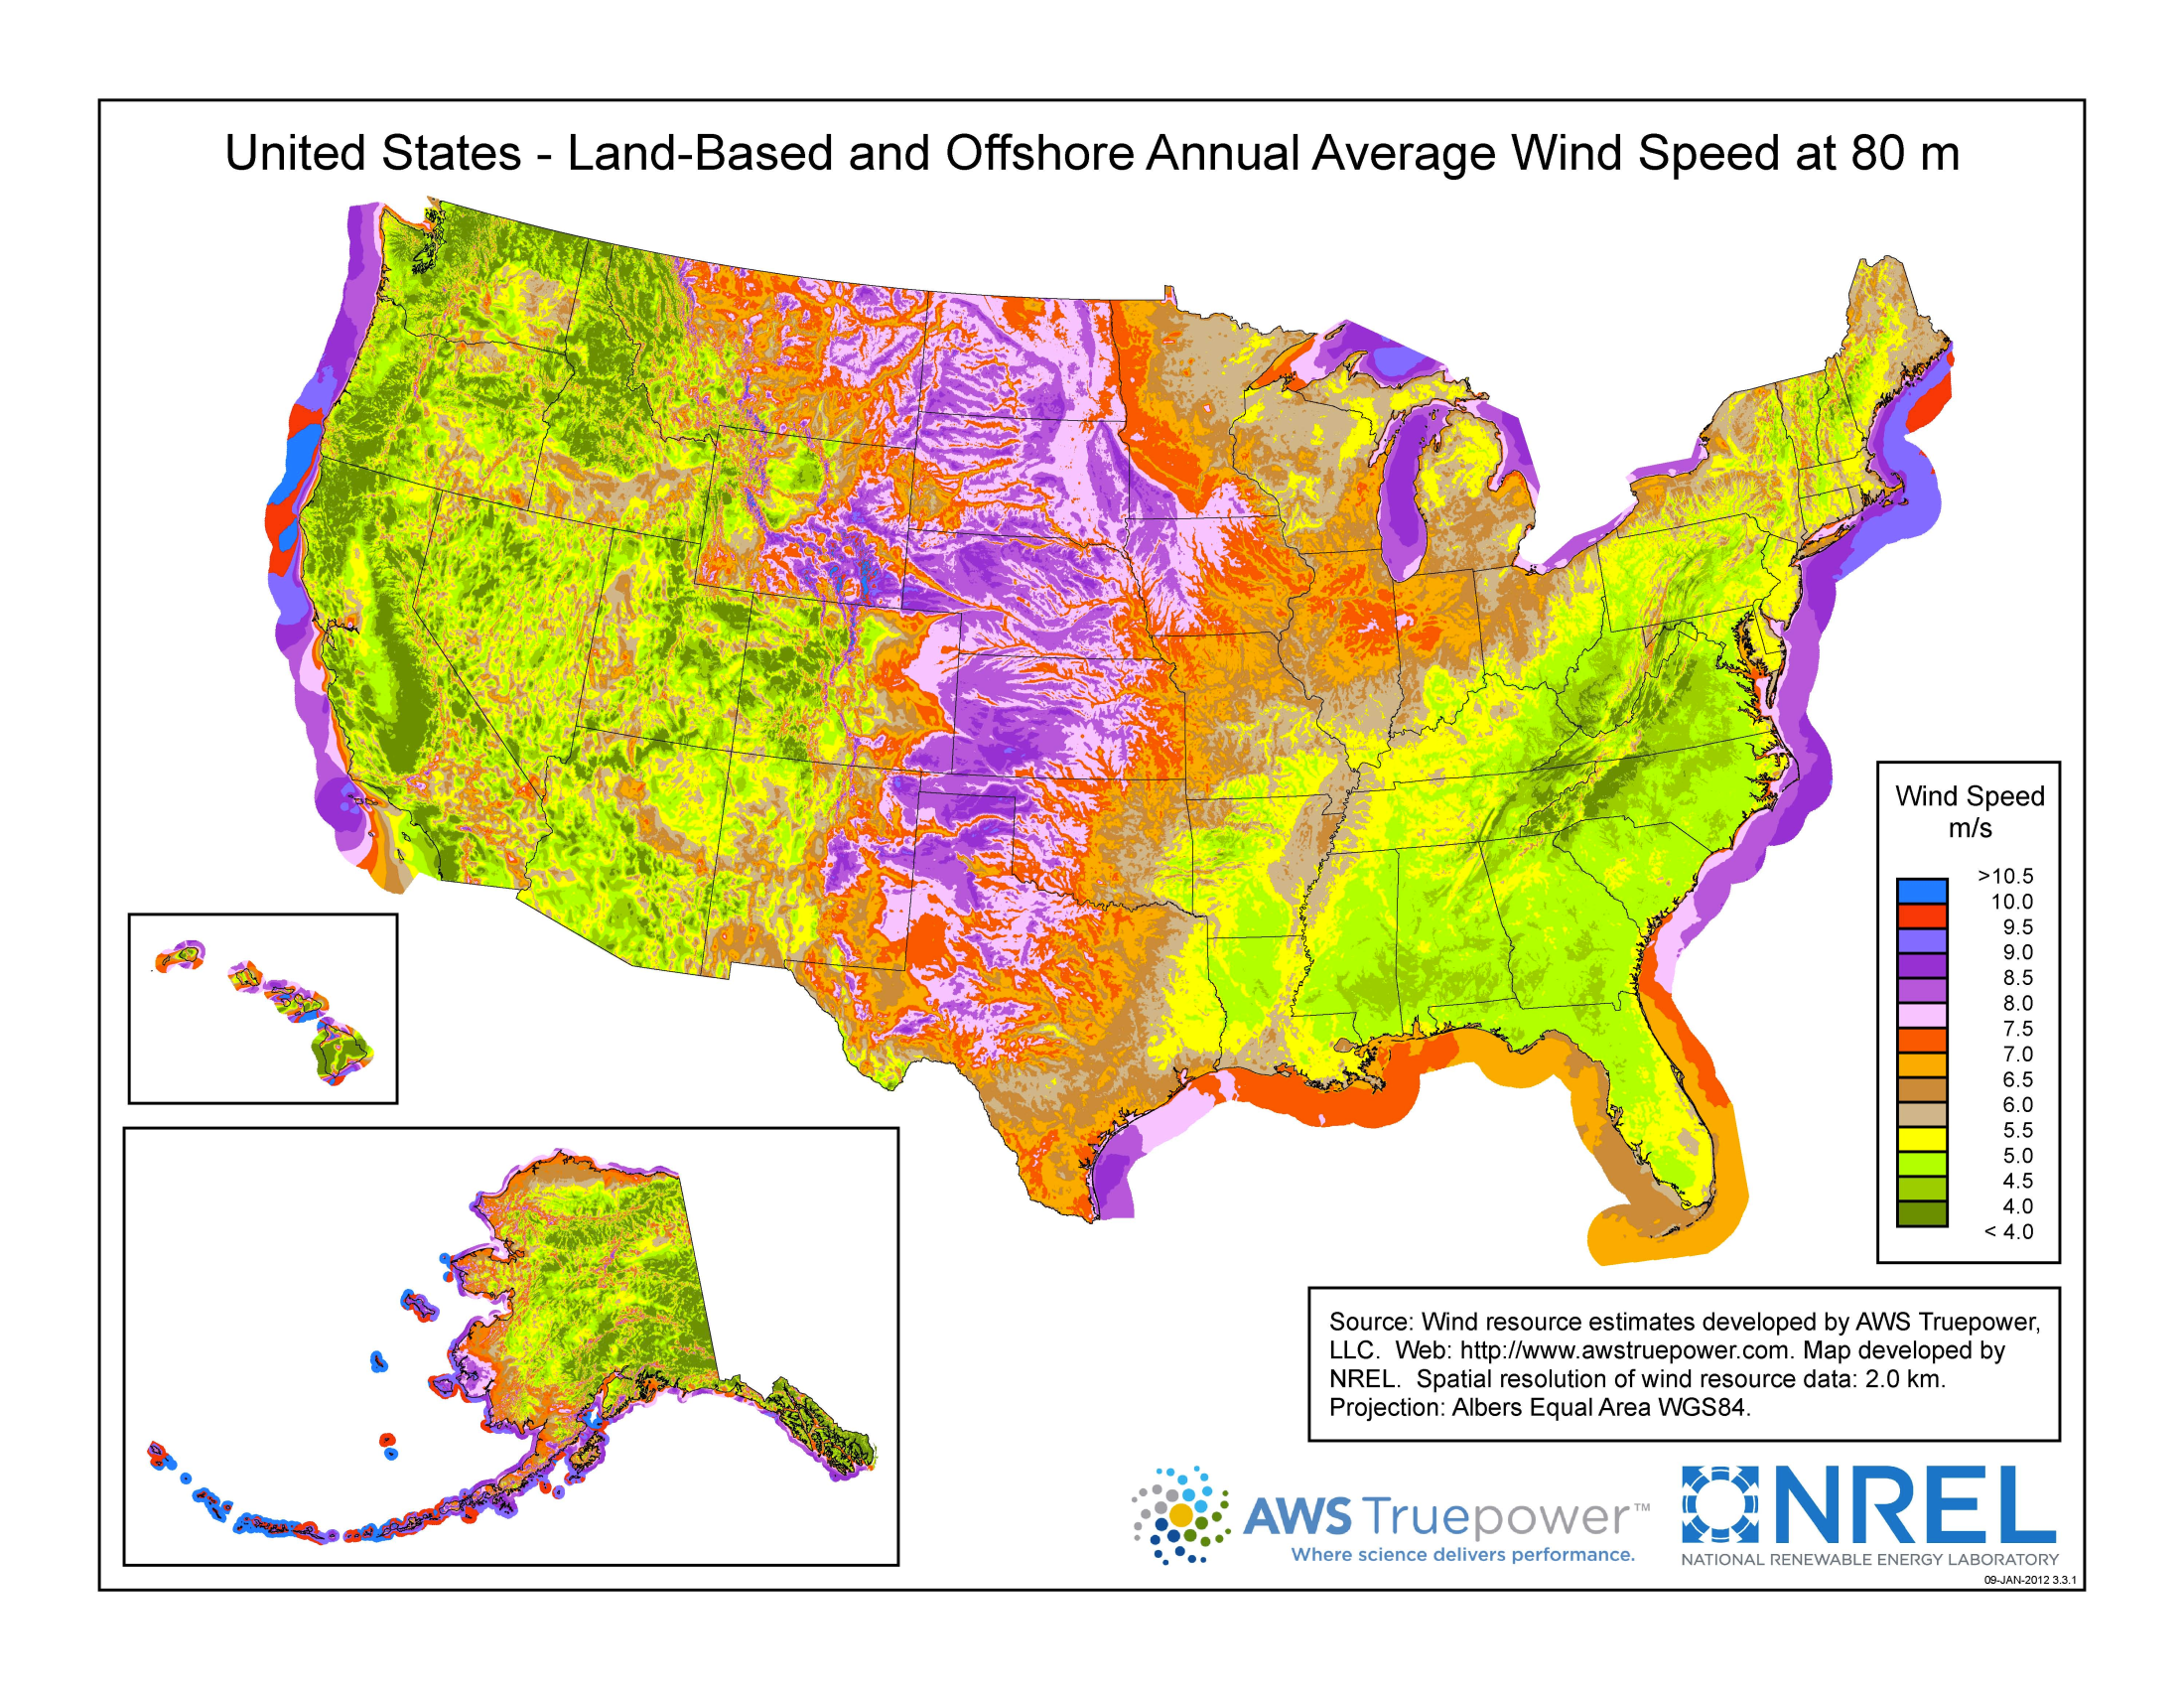 United States - Land-Based and Offshore Annual Average Wind Speed at 80 m
Wind Speed
m/s
>10.5
10.0
9.5
9.0
8.5
8.0
7.5
7.0
6.5
6.0
5.5
5.0
4.5
4.0
< 4.0
Source: Wind resource estimates developed by AWS Truepower,
LLC. Web: http://www.awstruepower.com. Map developed by
NREL. Spatial resolution of wind resource data: 2.0 km.
Projection: Albers Equal Area WGS84.
AWS Truepower™
Where science delivers performance.
NREL
NATIONAL RENEWABLE ENERGY LABORATORY
09-JAN-2012 3.3.1